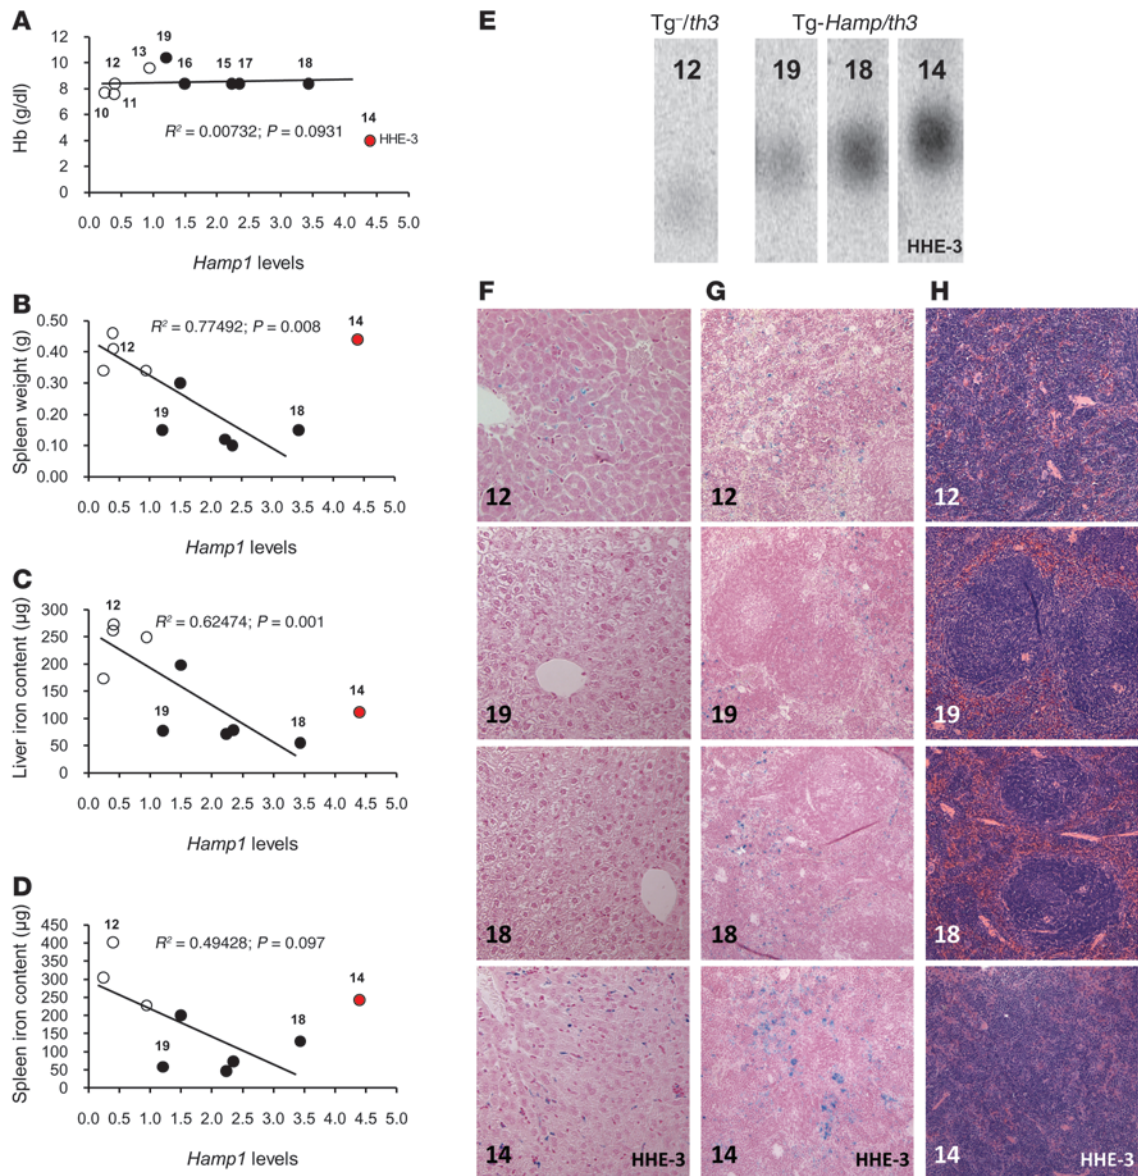 A
12
10
8
6
4
2
0
Hb (g/dl)
12
13
19
16
15 17
18
10
11
14
HHE-3
R² = 0.00732; P = 0.0931
0.0 0.5 1.0 1.5 2.0 2.5 3.0 3.5 4.0 4.5 5.0
Hamp1 levels
B
0.50
0.40
0.30
0.20
0.10
0.00
Spleen weight (g)
R² = 0.77492; P = 0.008
14
12
19
18
0.0 0.5 1.0 1.5 2.0 2.5 3.0 3.5 4.0 4.5 5.0
Hamp1 levels
C
300
250
200
150
100
50
0
Liver iron content (µg)
12
R² = 0.62474; P = 0.001
14
19
18
0.0 0.5 1.0 1.5 2.0 2.5 3.0 3.5 4.0 4.5 5.0
Hamp1 levels
D
450
400
350
300
250
200
150
100
50
0
Spleen iron content (µg)
12
R² = 0.49428; P = 0.097
14
18
19
0.0 0.5 1.0 1.5 2.0 2.5 3.0 3.5 4.0 4.5 5.0
Hamp1 levels
E
Tg⁻/th3
Tg-Hamp/th3
12
19
18
14
HHE-3
F
G
H
12
12
12
19
19
19
18
18
18
14
HHE-3
14
HHE-3
14
HHE-3